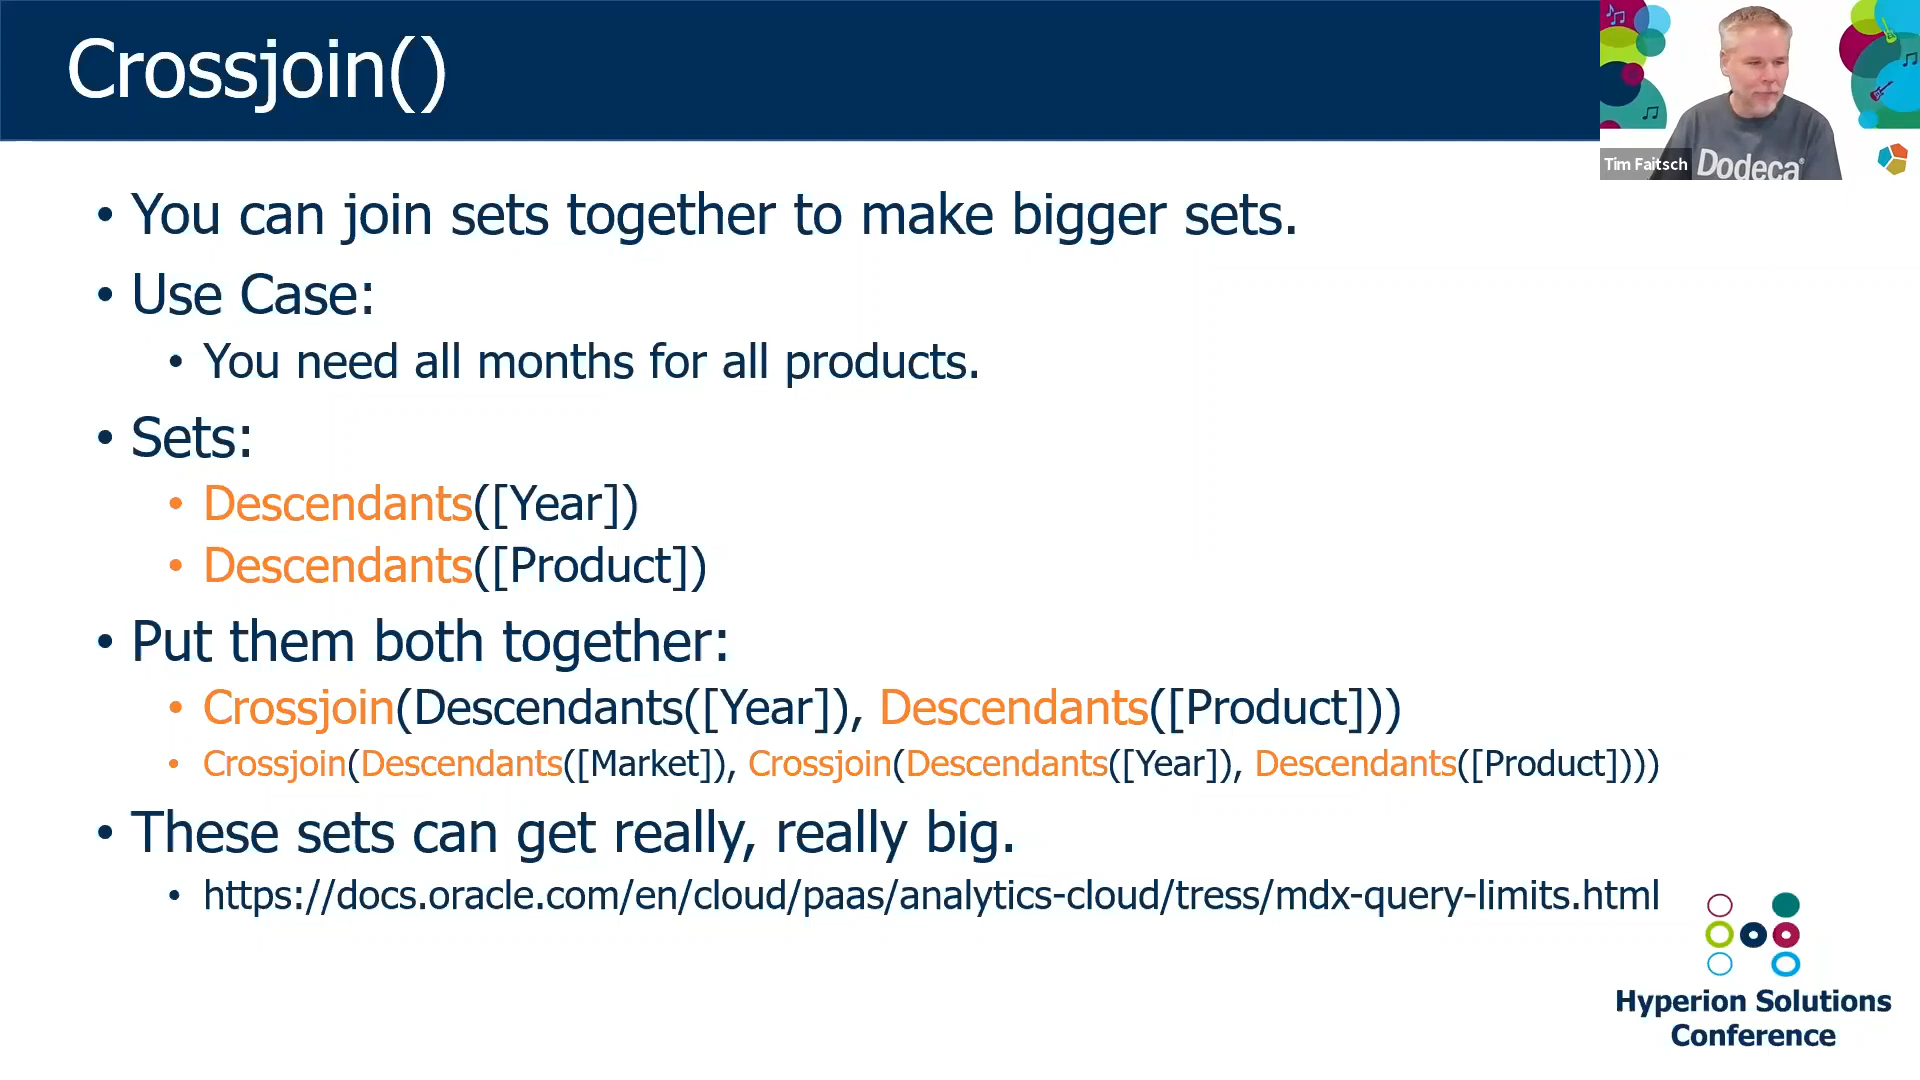 Crossjoin()
Tim Faitsch
Dodeca
• You can join sets together to make bigger sets.
• Use Case:
• You need all months for all products.
• Sets:
• Descendants([Year])
• Descendants([Product])
• Put them both together:
• Crossjoin(Descendants([Year]), Descendants([Product]))
• Crossjoin(Descendants([Market]), Crossjoin(Descendants([Year]), Descendants([Product])))
• These sets can get really, really big.
• https://docs.oracle.com/en/cloud/paas/analytics-cloud/tress/mdx-query-limits.html
Hyperion Solutions
Conference